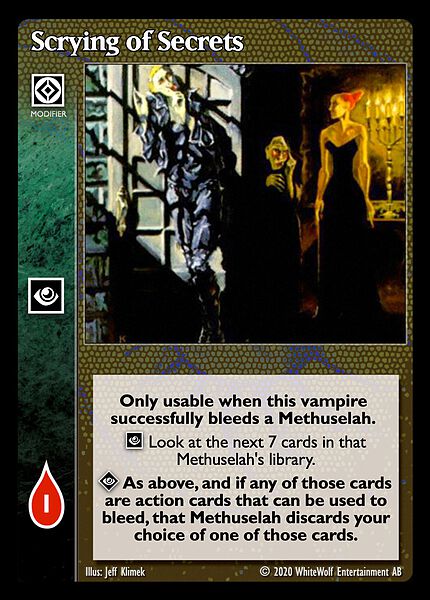 Scrying of Secrets
MODIFIER
Only usable when this vampire
successfully bleeds a Methuselah.
Look at the next 7 cards in that
Methuselah's library.
As above, and if any of those cards
are action cards that can be used to
bleed, that Methuselah discards your
choice of one of those cards.
1
Illus: Jeff Klimek © 2020 WhiteWolf Entertainment AB